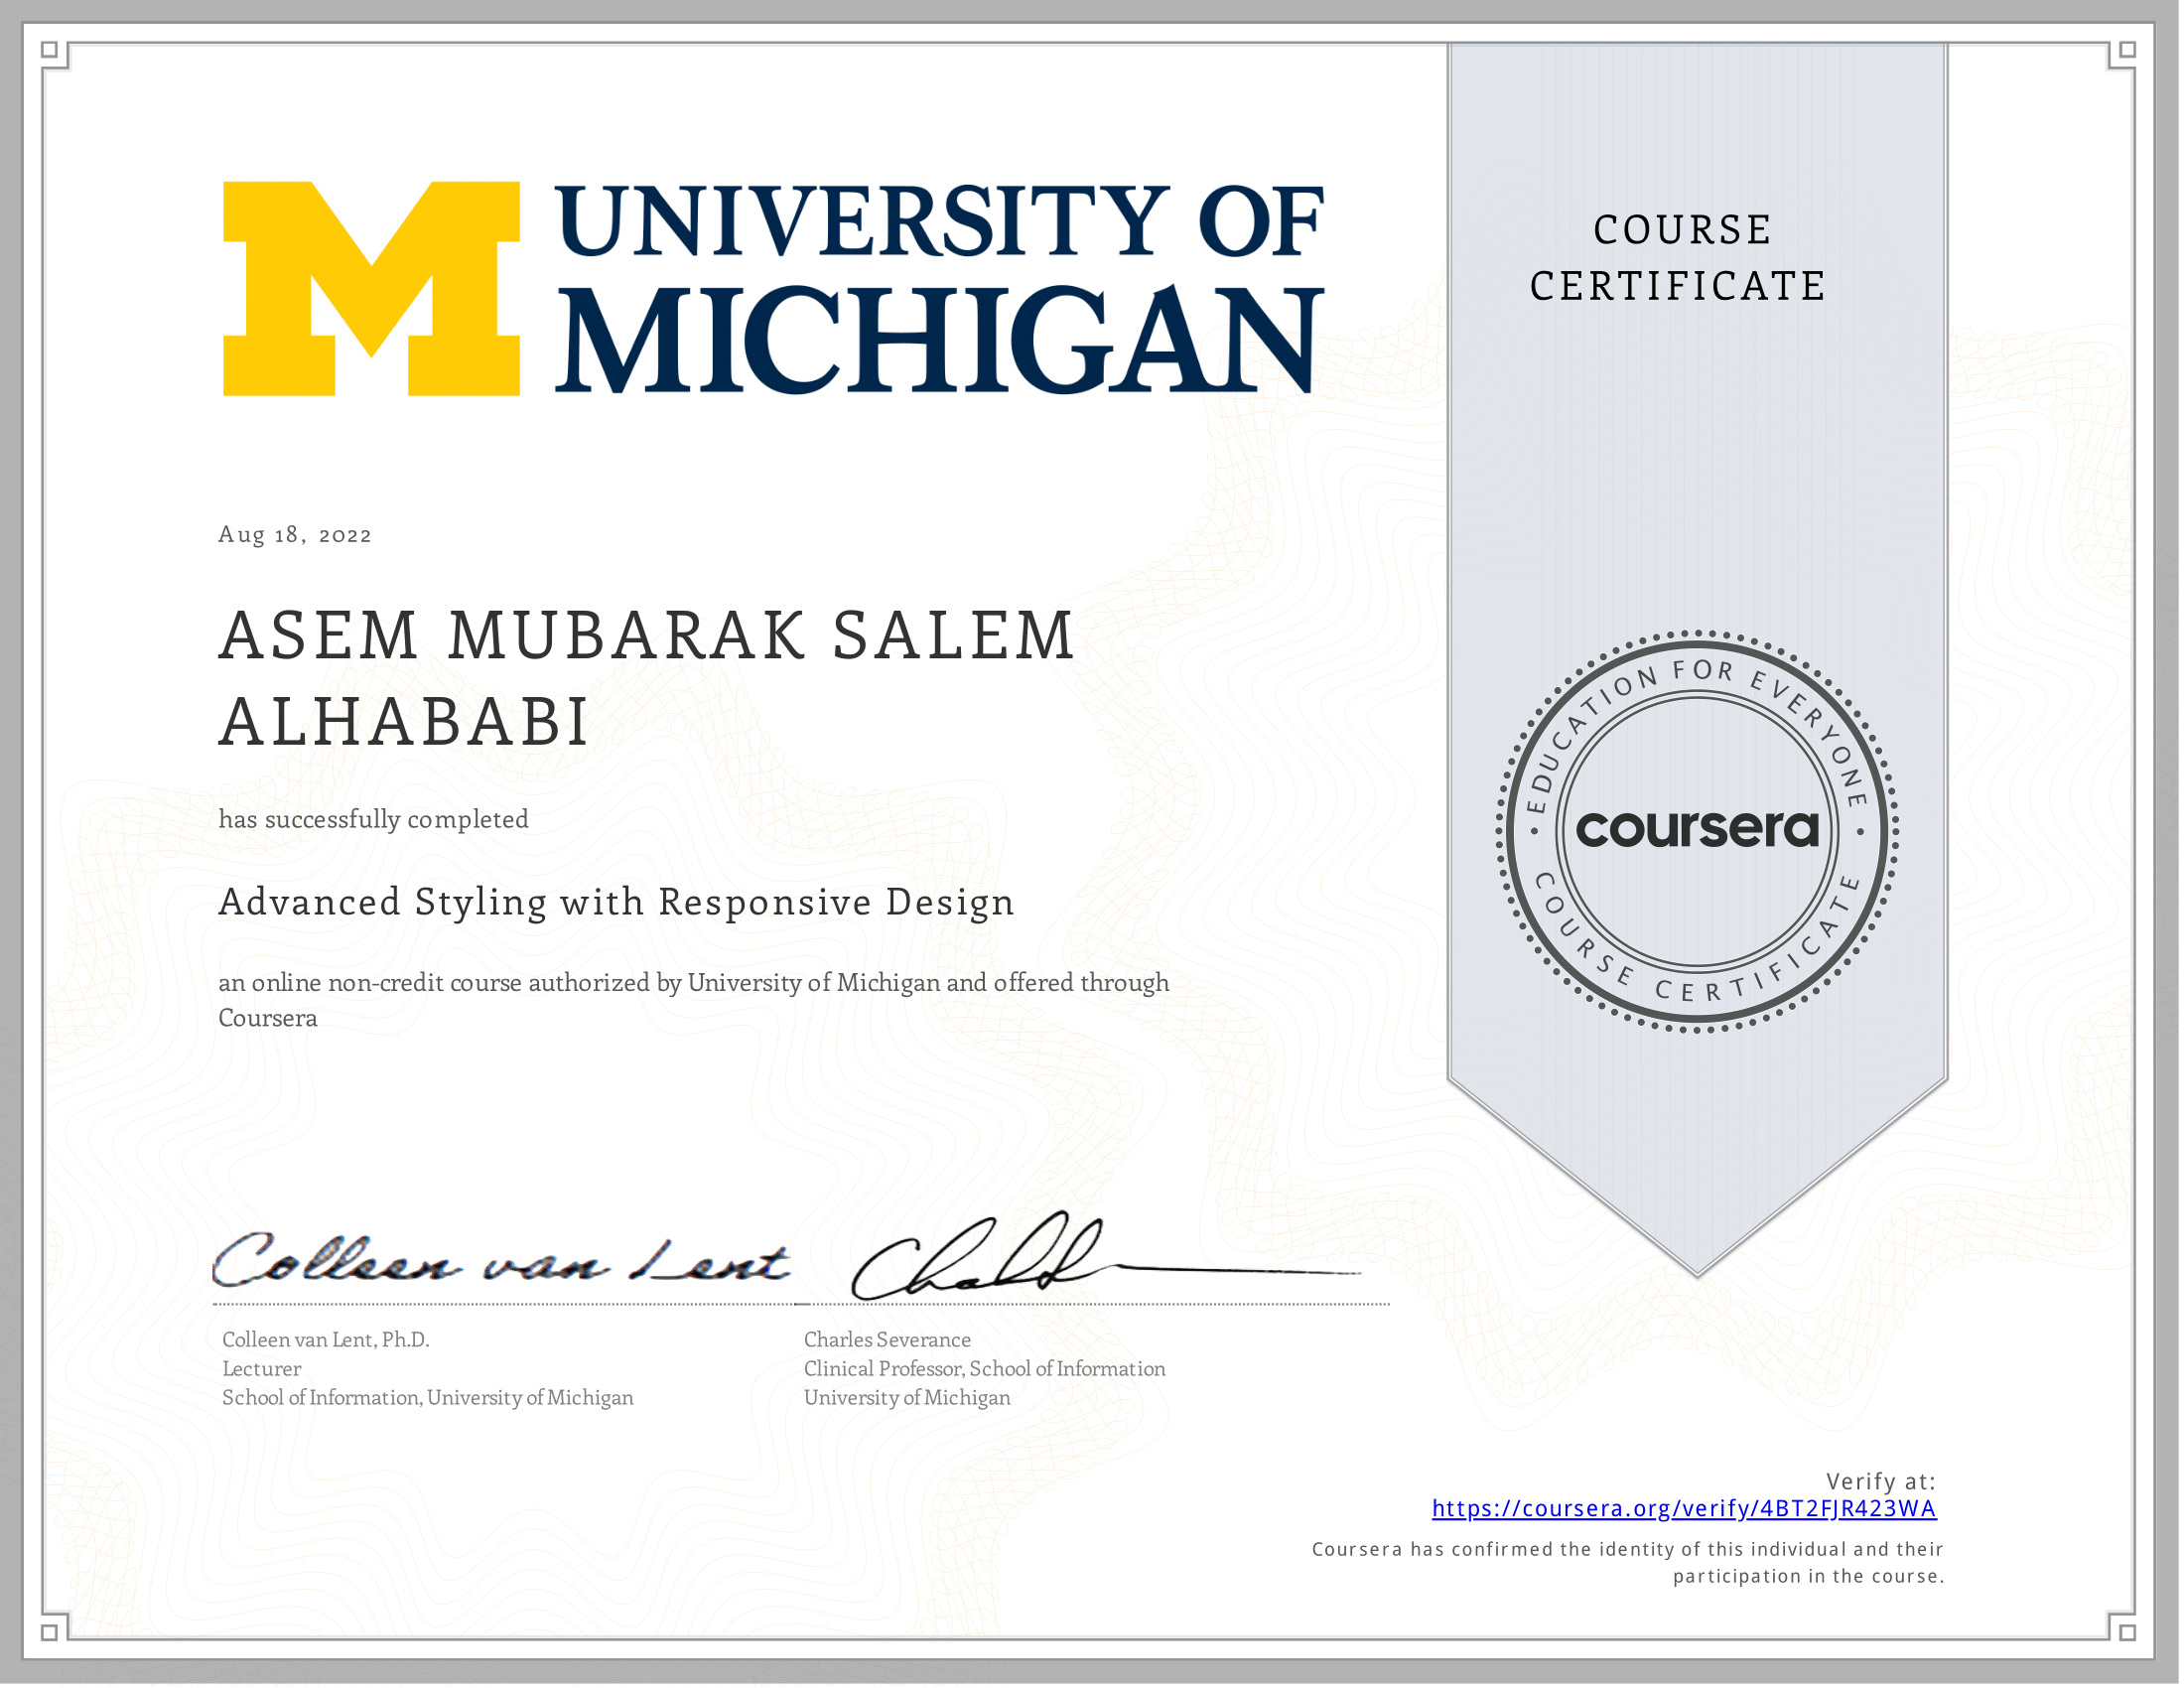 UNIVERSITY OF
MICHIGAN
COURSE
CERTIFICATE
Aug 18, 2022
ASEM MUBARAK SALEM
ALHABABI
has successfully completed
Advanced Styling with Responsive Design
an online non-credit course authorized by University of Michigan and offered through
Coursera
EDUCATION FOR EVERYONE
coursera
COURSE CERTIFICATE
Colleen van Lent
Colleen van Lent, Ph.D.
Lecturer
School of Information, University of Michigan
Charles Severance
Clinical Professor, School of Information
University of Michigan
Verify at:
https://coursera.org/verify/4BT2FJR423WA
Coursera has confirmed the identity of this individual and their
participation in the course.